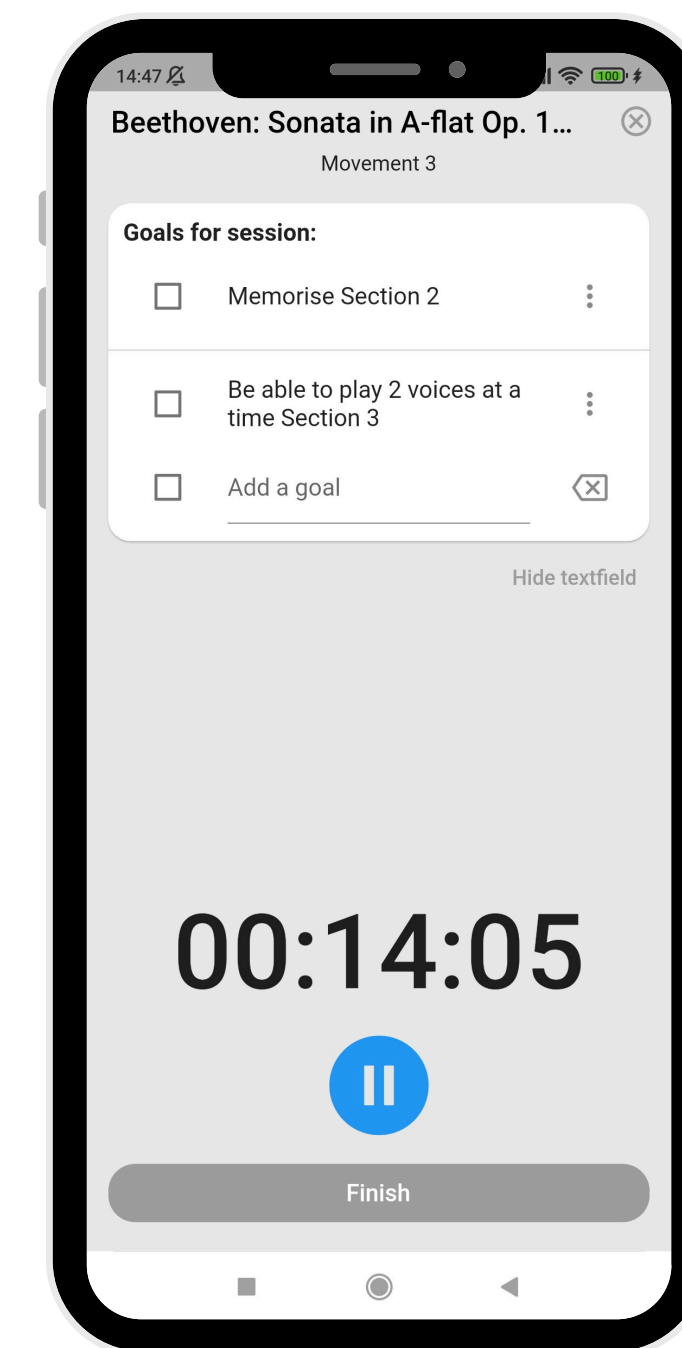 14:47
100
Beethoven: Sonata in A-flat Op. 1...
Movement 3
Goals for session:
Memorise Section 2
Be able to play 2 voices at a
time Section 3
Add a goal
Hide textfield
00:14:05
Finish